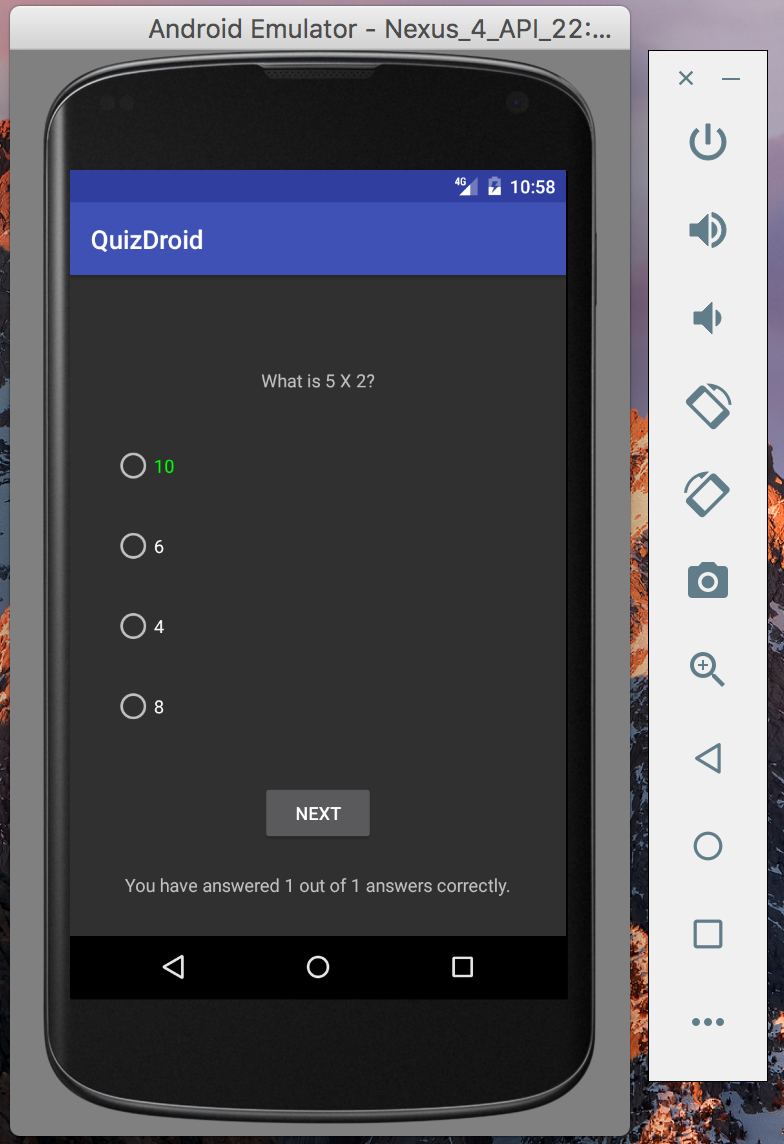 Android Emulator - Nexus_4_API_22:...
4G 10:58
QuizDroid
What is 5 X 2?
10
6
4
8
NEXT
You have answered 1 out of 1 answers correctly.